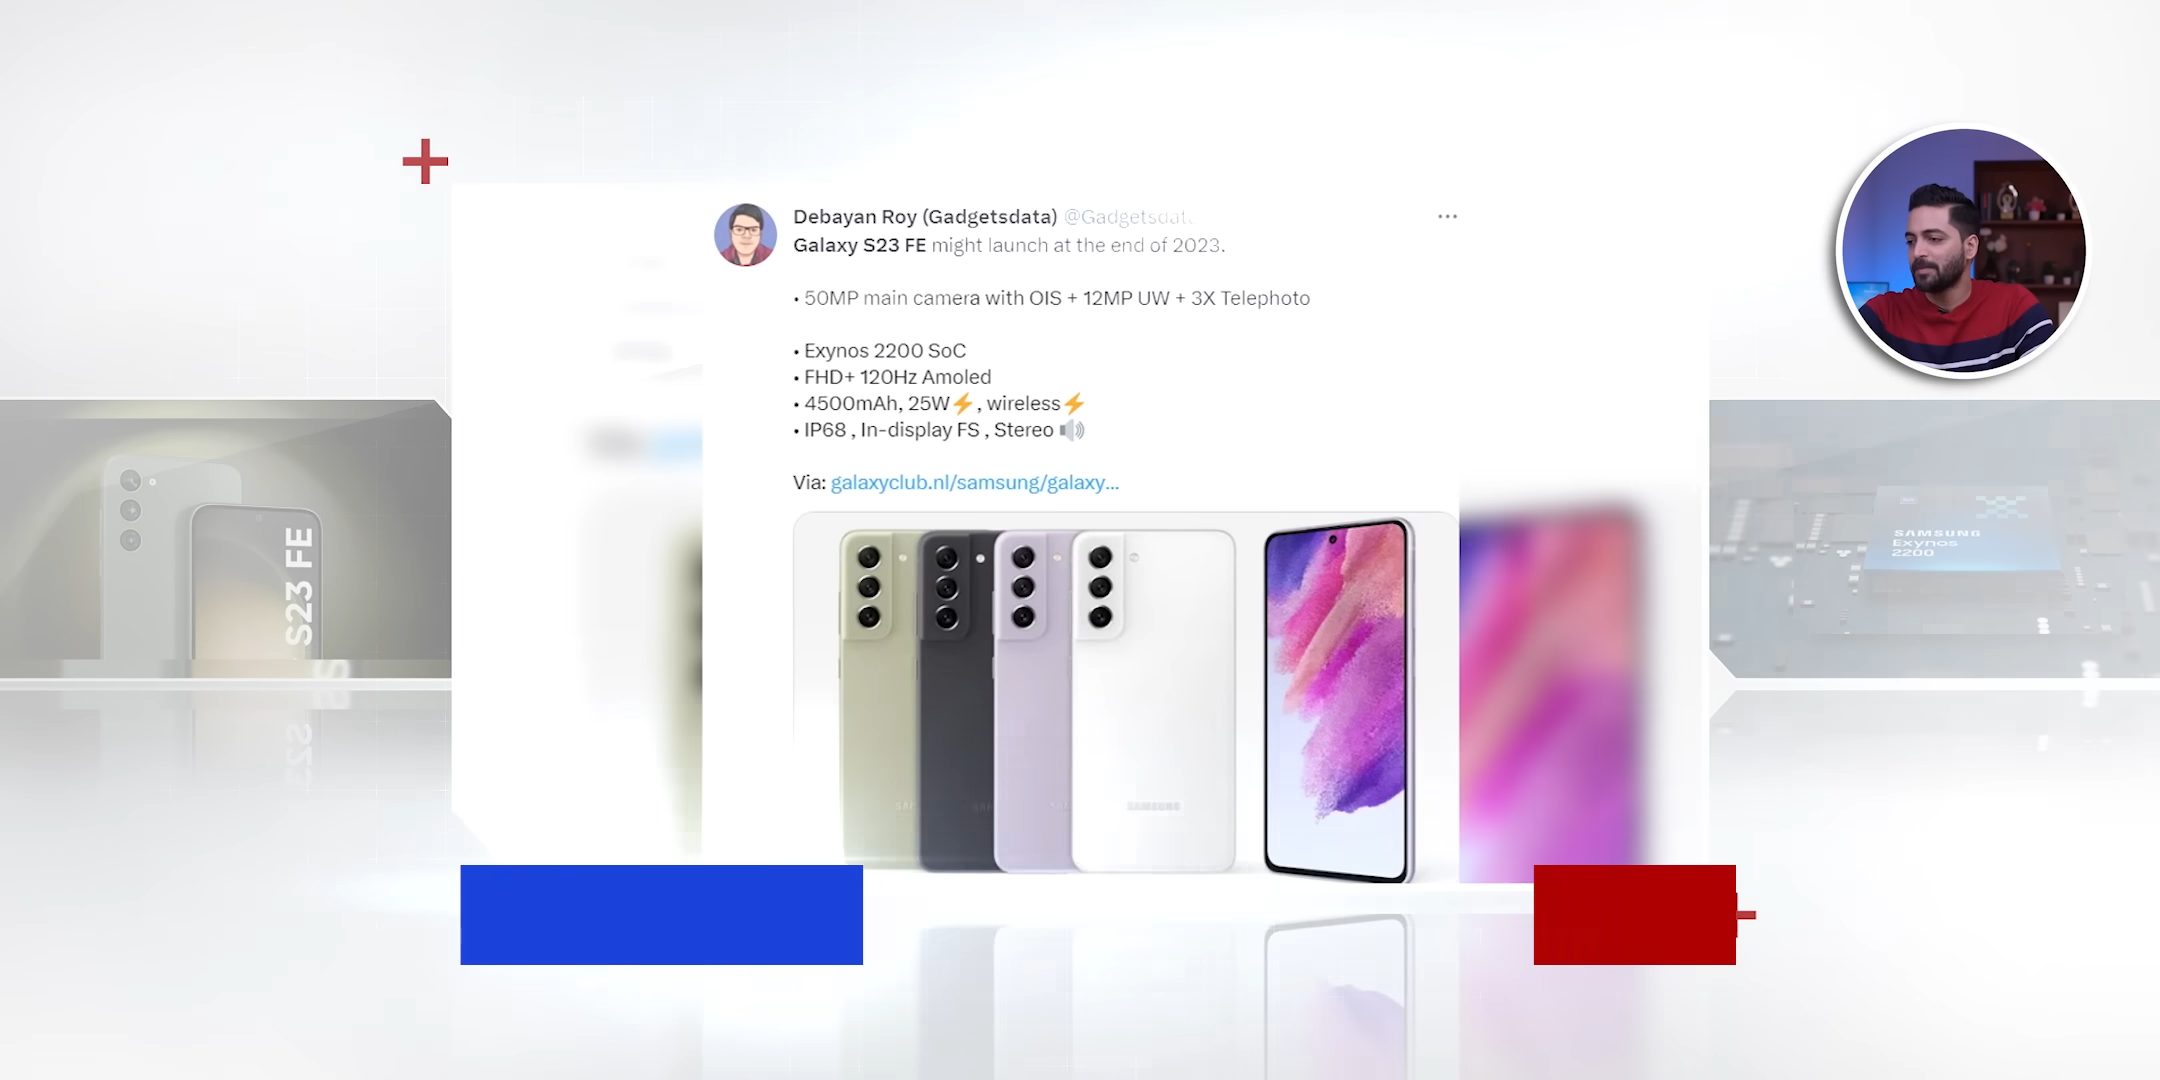 Debayan Roy (Gadgetsdata) @Gadgetsdat
Galaxy S23 FE might launch at the end of 2023.
• 50MP main camera with OIS + 12MP UW + 3X Telephoto
• Exynos 2200 SoC
• FHD+ 120Hz Amoled
• 4500mAh, 25W⚡, wireless⚡
• IP68 , In-display FS , Stereo 🔊
Via: galaxyclub.nl/samsung/galaxy...
S23 FE
SAMSUNG
Exynos
2200
SAMSUNG